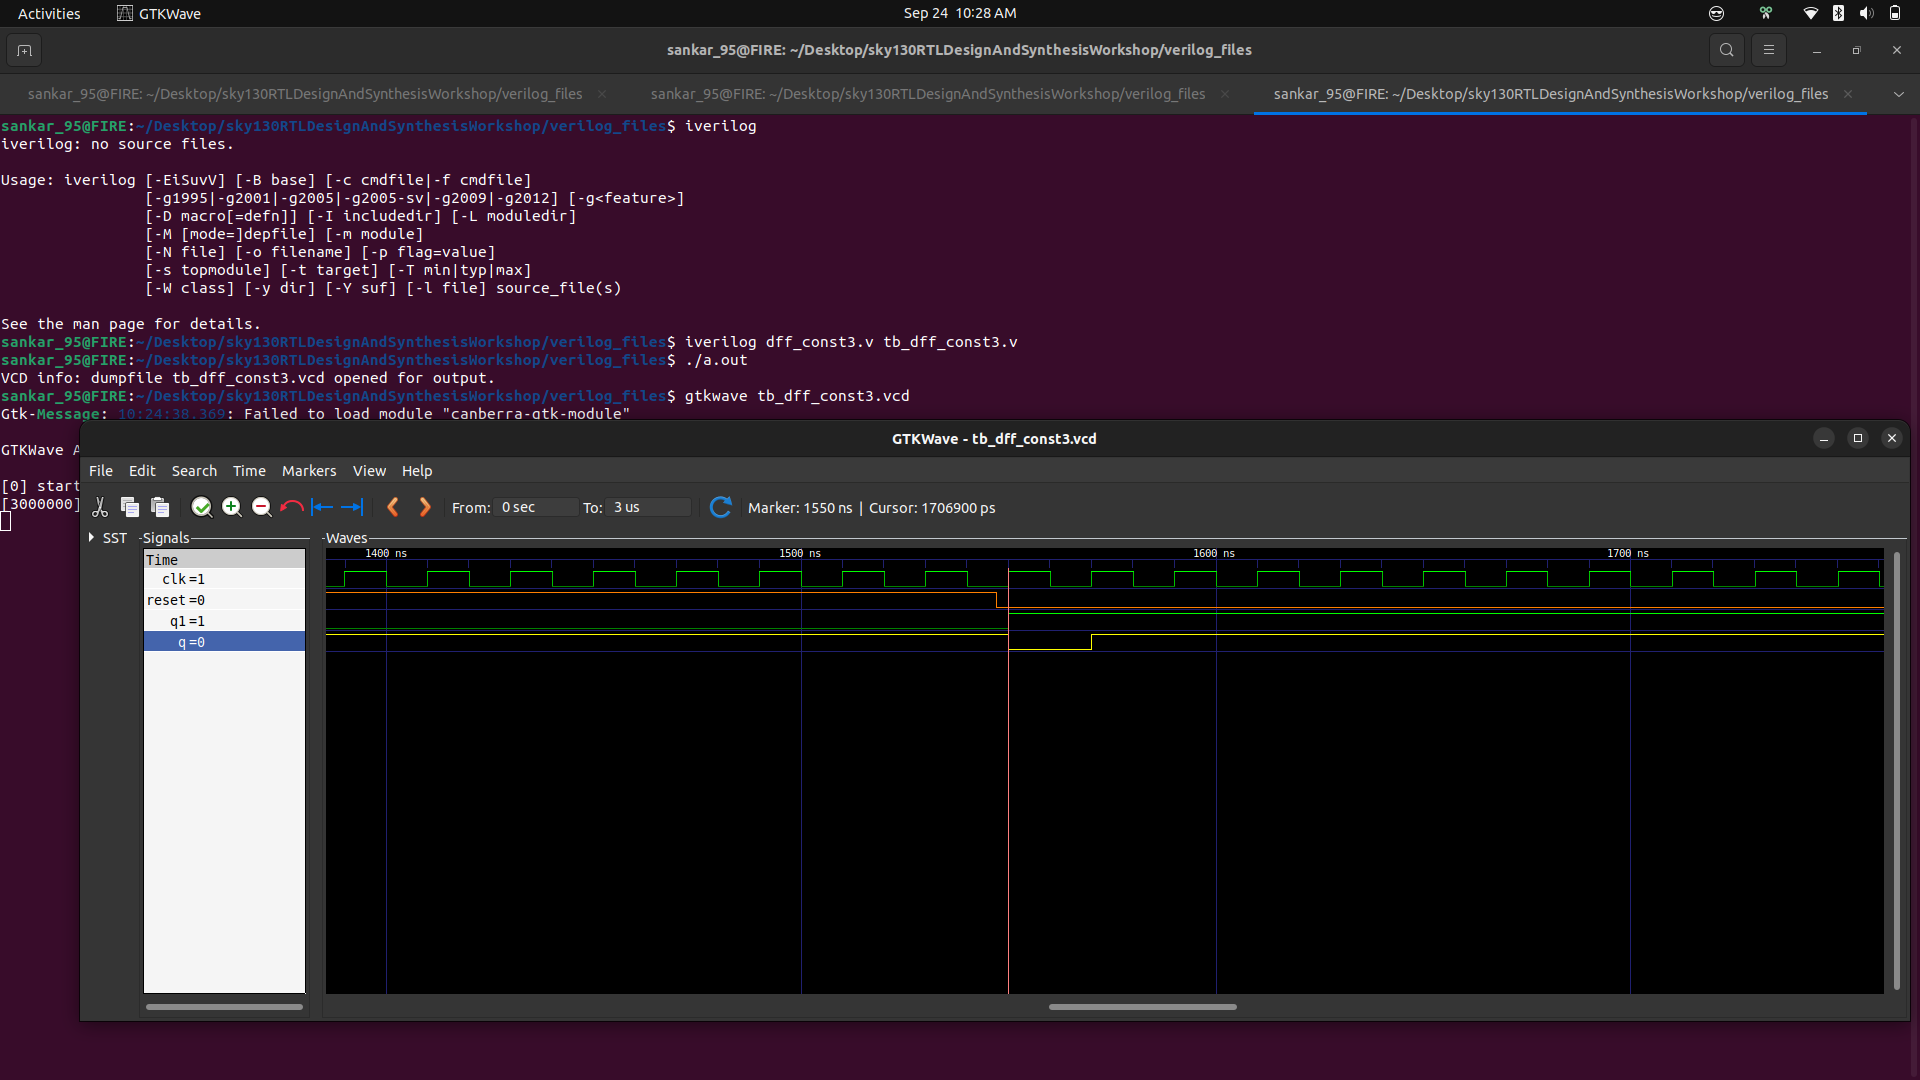 Activities GTKWave Sep 24 10:28 AM
sankar_95@FIRE: ~/Desktop/sky130RTLDesignAndSynthesisWorkshop/verilog_files
sankar_95@FIRE: ~/Desktop/sky130RTLDesignAndSynthesisWorkshop/verilog_files sankar_95@FIRE: ~/Desktop/sky130RTLDesignAndSynthesisWorkshop/verilog_files sankar_95@FIRE: ~/Desktop/sky130RTLDesignAndSynthesisWorkshop/verilog_files
sankar_95@FIRE:~/Desktop/sky130RTLDesignAndSynthesisWorkshop/verilog_files$ iverilog
iverilog: no source files.
Usage: iverilog [-EiSuvV] [-B base] [-c cmdfile|-f cmdfile]
[-g1995|-g2001|-g2005|-g2005-sv|-g2009|-g2012] [-g<feature>]
[-D macro[=defn]] [-I includedir] [-L moduledir]
[-M [mode=]depfile] [-m module]
[-N file] [-o filename] [-p flag=value]
[-s topmodule] [-t target] [-T min|typ|max]
[-W class] [-y dir] [-Y suf] [-l file] source_file(s)
See the man page for details.
sankar_95@FIRE:~/Desktop/sky130RTLDesignAndSynthesisWorkshop/verilog_files$ iverilog dff_const3.v tb_dff_const3.v
sankar_95@FIRE:~/Desktop/sky130RTLDesignAndSynthesisWorkshop/verilog_files$ ./a.out
VCD info: dumpfile tb_dff_const3.vcd opened for output.
sankar_95@FIRE:~/Desktop/sky130RTLDesignAndSynthesisWorkshop/verilog_files$ gtkwave tb_dff_const3.vcd
Gtk-Message: 10:24:38.369: Failed to load module "canberra-gtk-module"
GTKWave A
[0] start
[3000000]
GTKWave - tb_dff_const3.vcd
File Edit Search Time Markers View Help
From: 0 sec To: 3 us Marker: 1550 ns | Cursor: 1706900 ps
SST Signals Waves
Time 1400 ns 1500 ns 1600 ns 1700 ns
clk=1
reset=0
q1=1
q=0